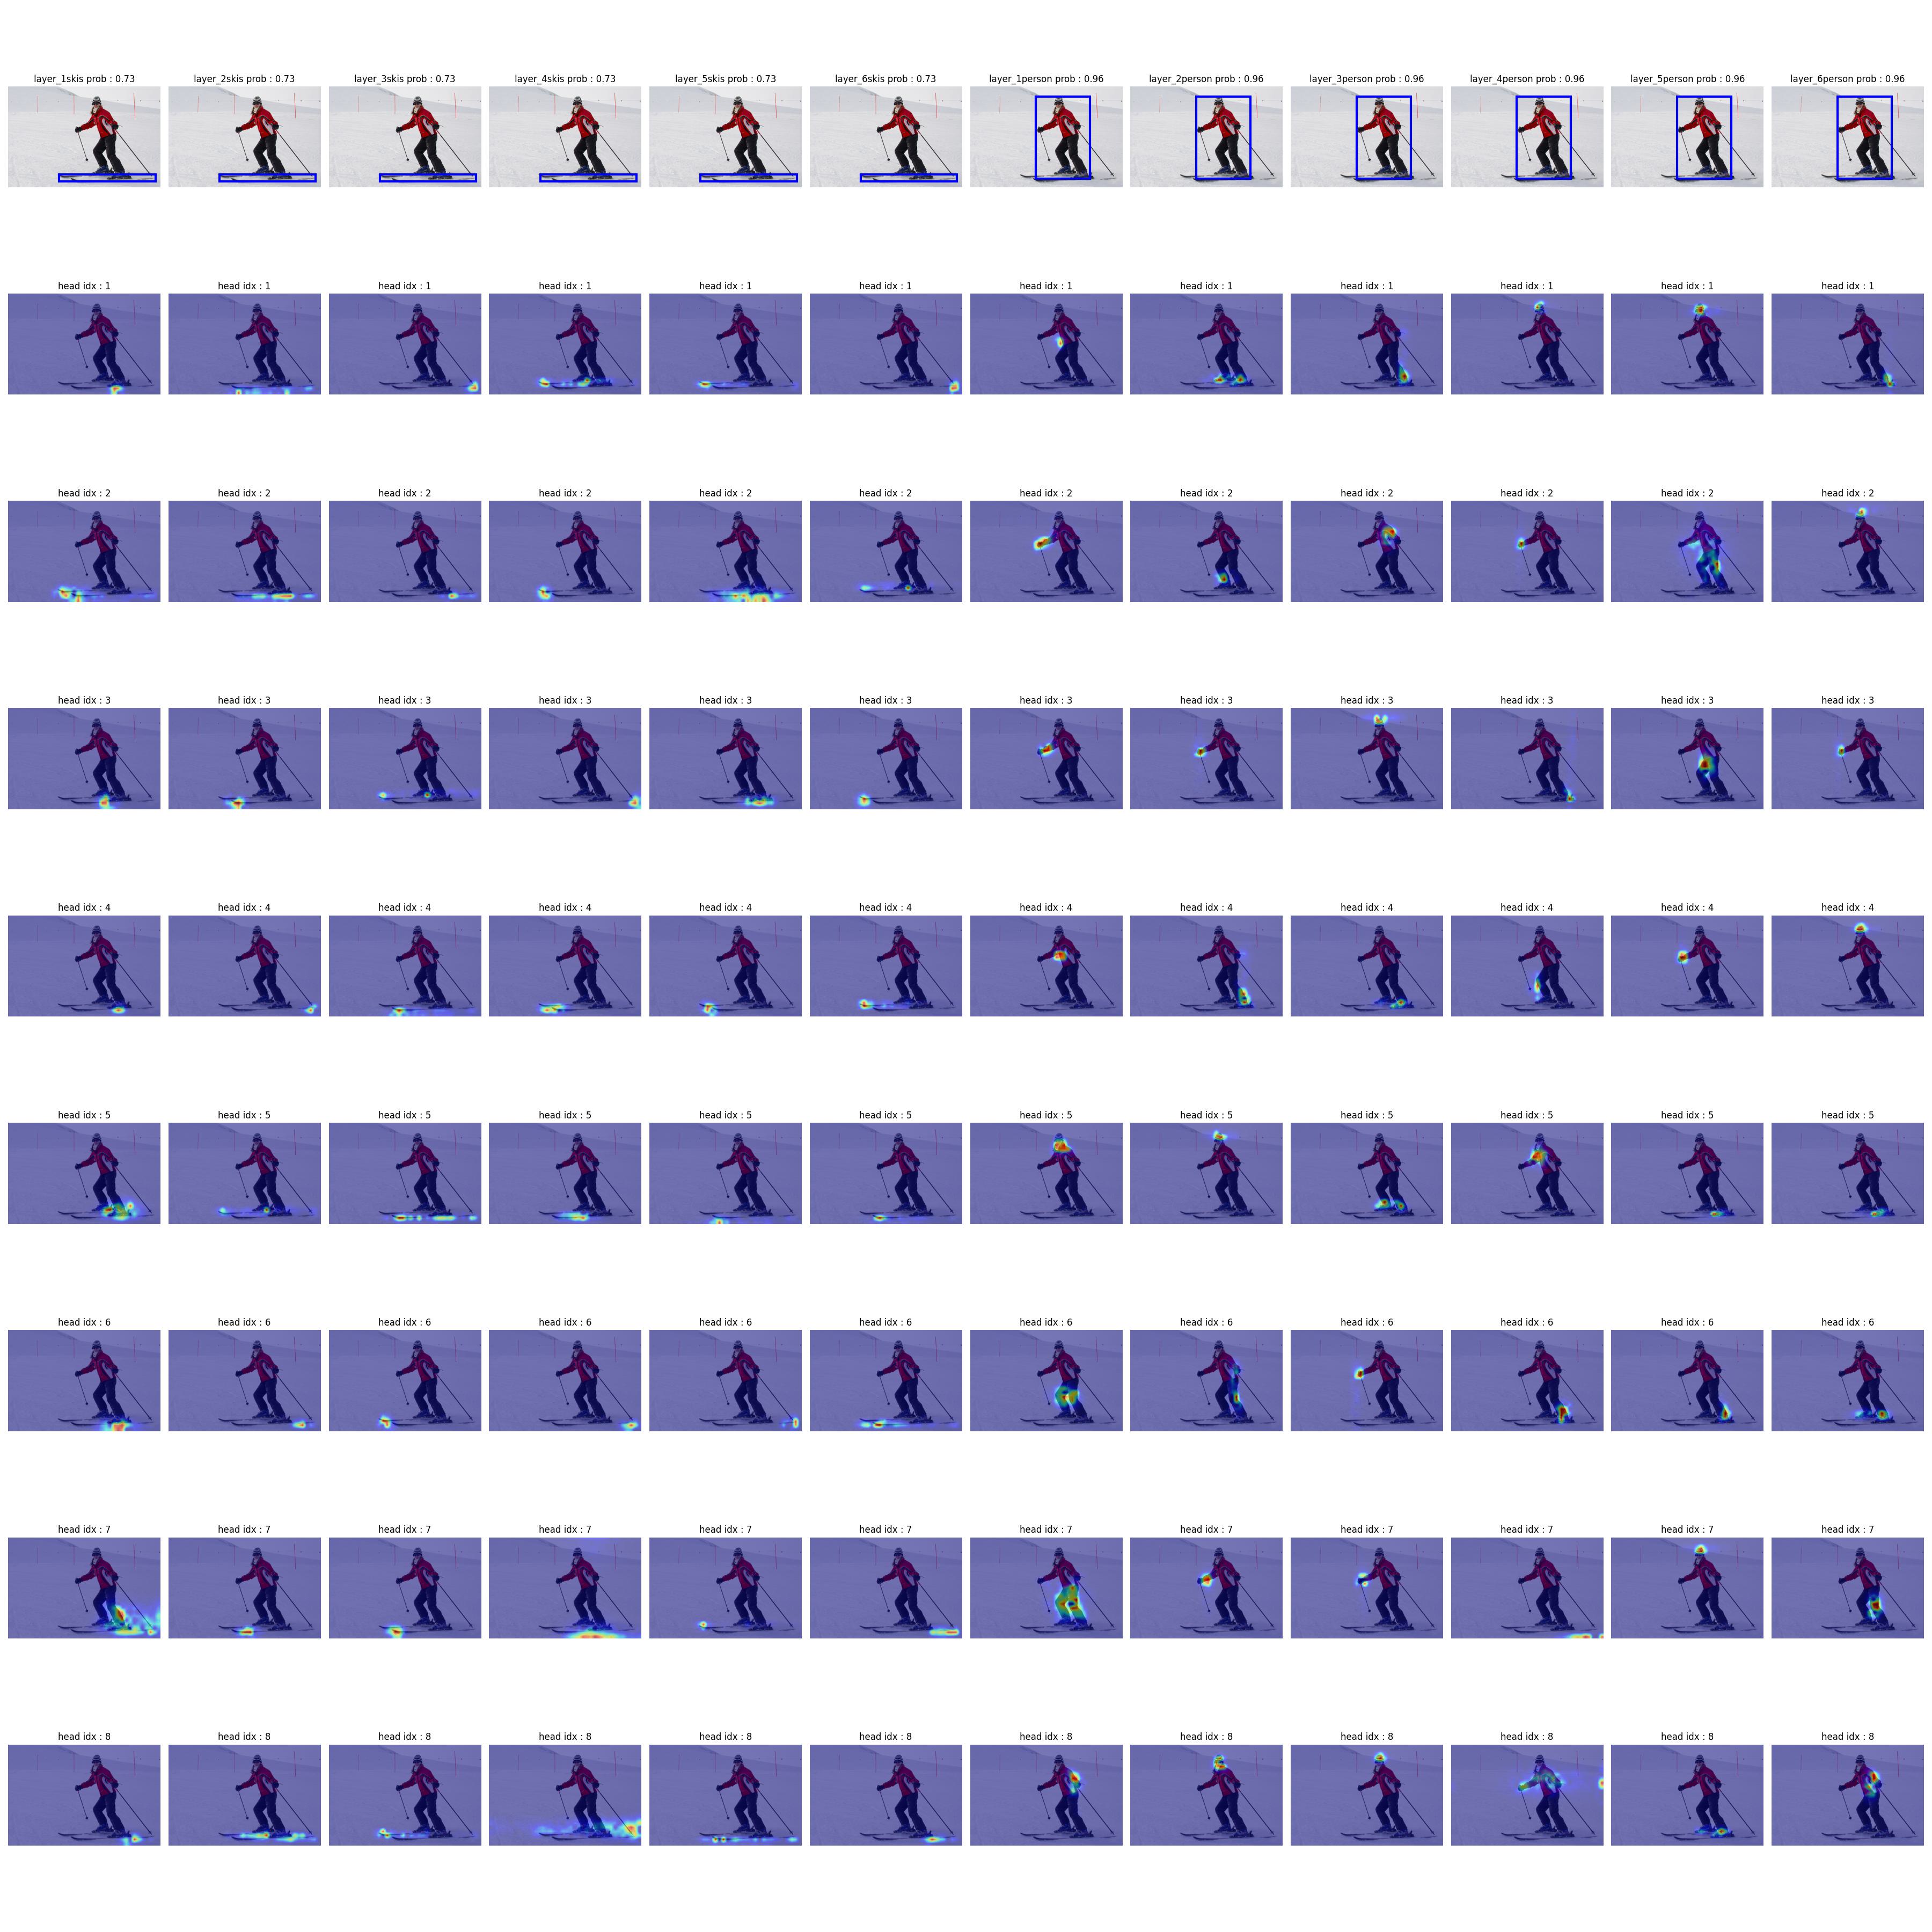 layer_1skis prob : 0.73 layer_2skis prob : 0.73 layer_3skis prob : 0.73 layer_4skis prob : 0.73 layer_5skis prob : 0.73 layer_6skis prob : 0.73 layer_1person prob : 0.96 layer_2person prob : 0.96 layer_3person prob : 0.96 layer_4person prob : 0.96 layer_5person prob : 0.96 layer_6person prob : 0.96
head idx : 1 head idx : 1 head idx : 1 head idx : 1 head idx : 1 head idx : 1 head idx : 1 head idx : 1 head idx : 1 head idx : 1 head idx : 1 head idx : 1
head idx : 2 head idx : 2 head idx : 2 head idx : 2 head idx : 2 head idx : 2 head idx : 2 head idx : 2 head idx : 2 head idx : 2 head idx : 2 head idx : 2
head idx : 3 head idx : 3 head idx : 3 head idx : 3 head idx : 3 head idx : 3 head idx : 3 head idx : 3 head idx : 3 head idx : 3 head idx : 3 head idx : 3
head idx : 4 head idx : 4 head idx : 4 head idx : 4 head idx : 4 head idx : 4 head idx : 4 head idx : 4 head idx : 4 head idx : 4 head idx : 4 head idx : 4
head idx : 5 head idx : 5 head idx : 5 head idx : 5 head idx : 5 head idx : 5 head idx : 5 head idx : 5 head idx : 5 head idx : 5 head idx : 5 head idx : 5
head idx : 6 head idx : 6 head idx : 6 head idx : 6 head idx : 6 head idx : 6 head idx : 6 head idx : 6 head idx : 6 head idx : 6 head idx : 6 head idx : 6
head idx : 7 head idx : 7 head idx : 7 head idx : 7 head idx : 7 head idx : 7 head idx : 7 head idx : 7 head idx : 7 head idx : 7 head idx : 7 head idx : 7
head idx : 8 head idx : 8 head idx : 8 head idx : 8 head idx : 8 head idx : 8 head idx : 8 head idx : 8 head idx : 8 head idx : 8 head idx : 8 head idx : 8